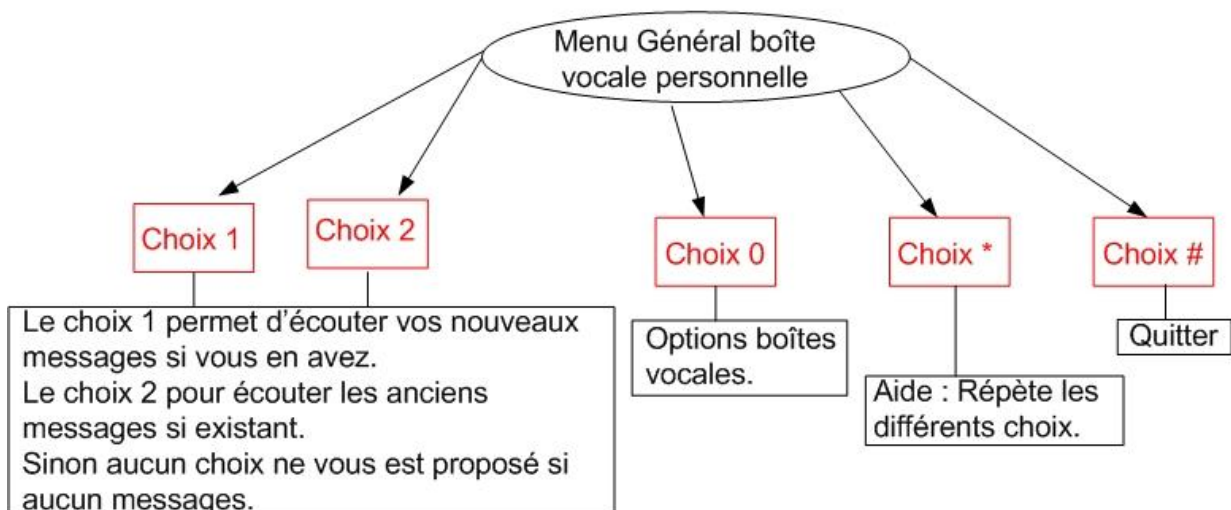 Menu Général boîte
vocale personnelle
Choix 1
Choix 2
Choix 0
Choix *
Choix #
Le choix 1 permet d'écouter vos nouveaux
messages si vous en avez.
Le choix 2 pour écouter les anciens
messages si existant.
Sinon aucun choix ne vous est proposé si
aucun messages.
Options boîtes
vocales.
Aide : Répète les
différents choix.
Quitter